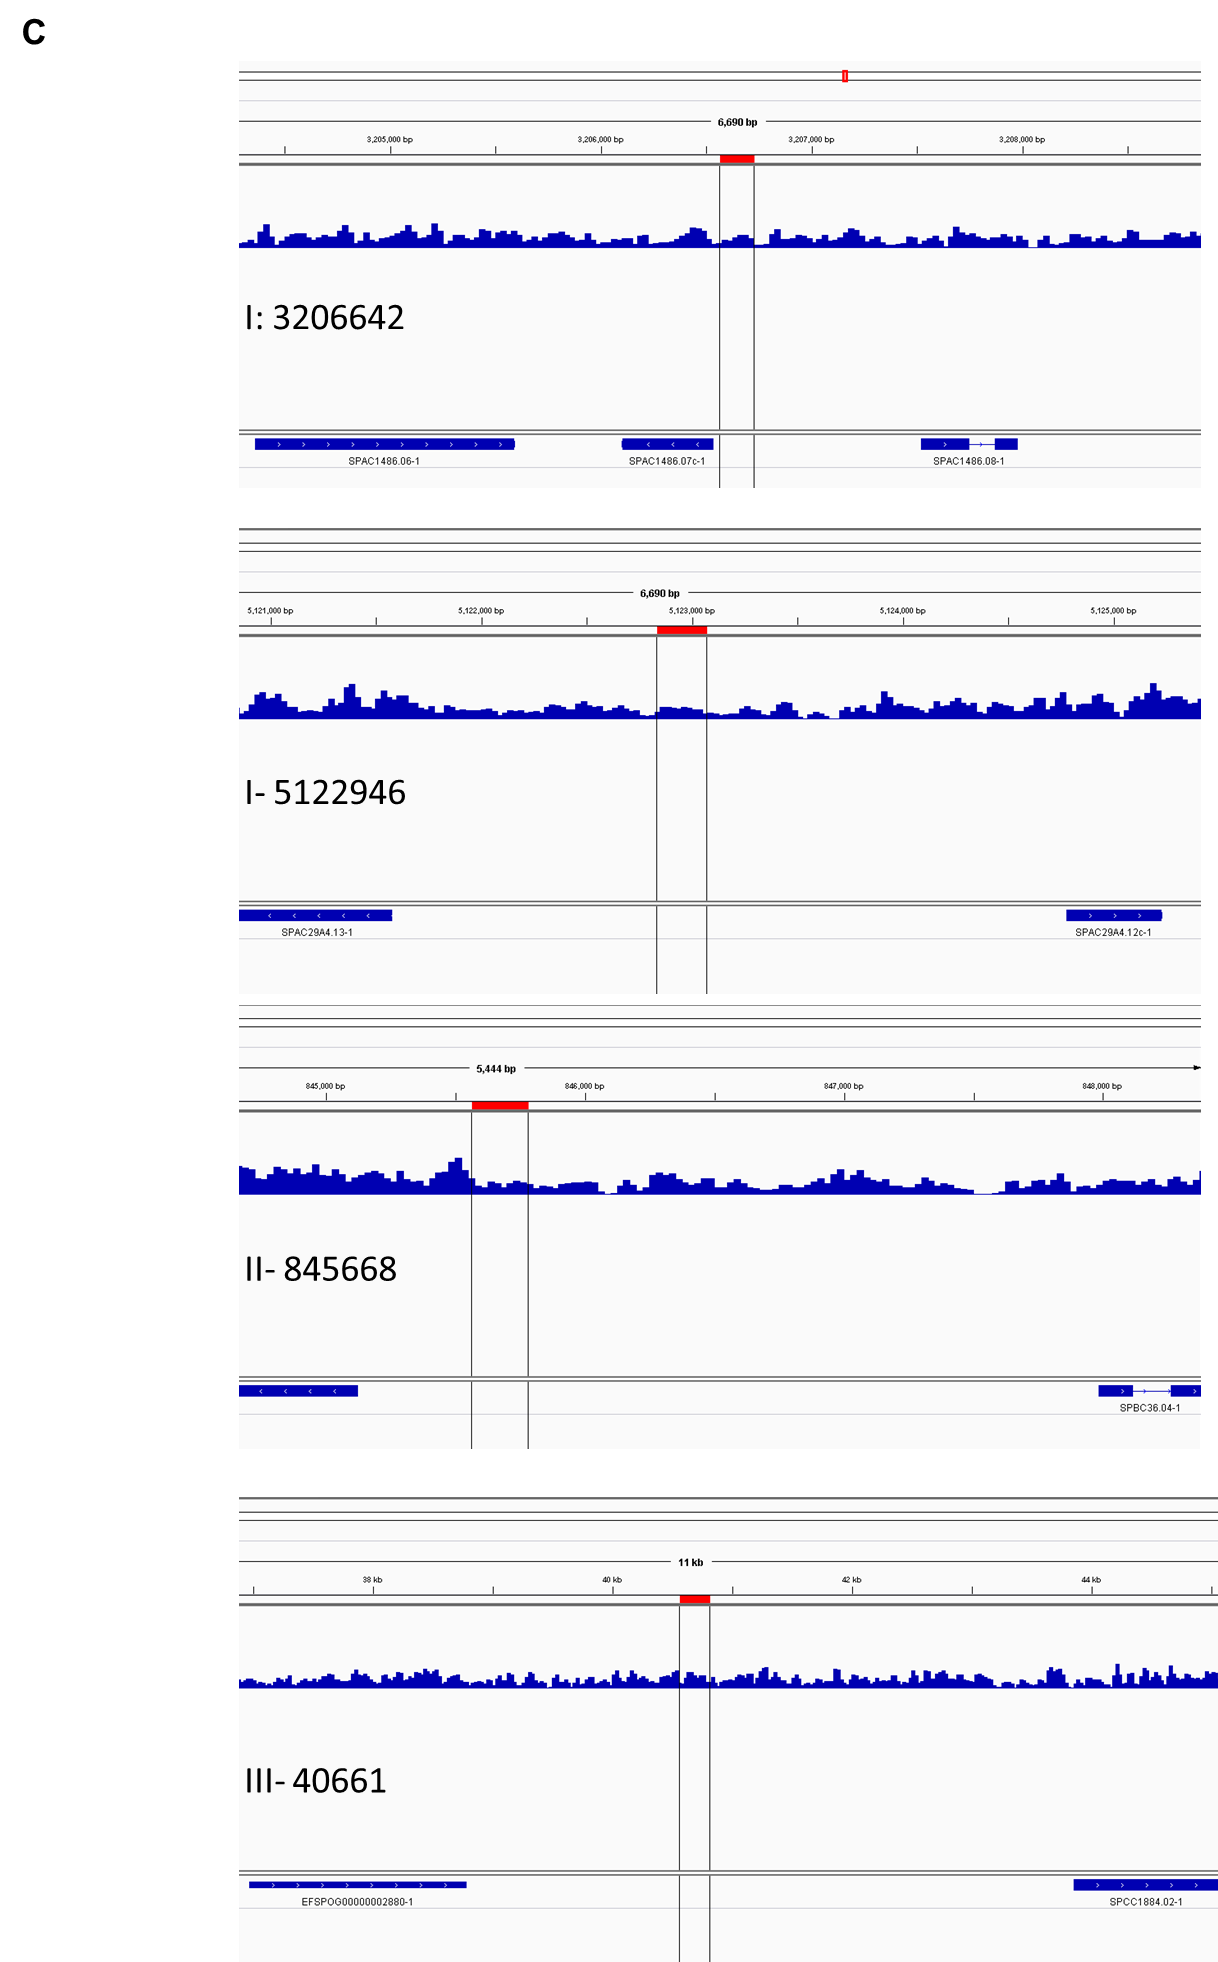 C
6,690 bp
3,205,000 bp 3,206,000 bp 3,207,000 bp 3,208,000 bp
I: 3206642
SPAC1486.06-1 SPAC1486.07c-1 SPAC1486.08-1
6,690 bp
5,121,000 bp 5,122,000 bp 5,123,000 bp 5,124,000 bp 5,125,000 bp
I- 5122946
SPAC29A4.13-1 SPAC29A4.12c-1
5,444 bp
845,000 bp 846,000 bp 847,000 bp 848,000 bp
II- 845668
SPBC36.04-1
11 kb
38 kb 40 kb 42 kb 44 kb
III- 40661
EFSPOG00000002880-1 SPCC1884.02-1